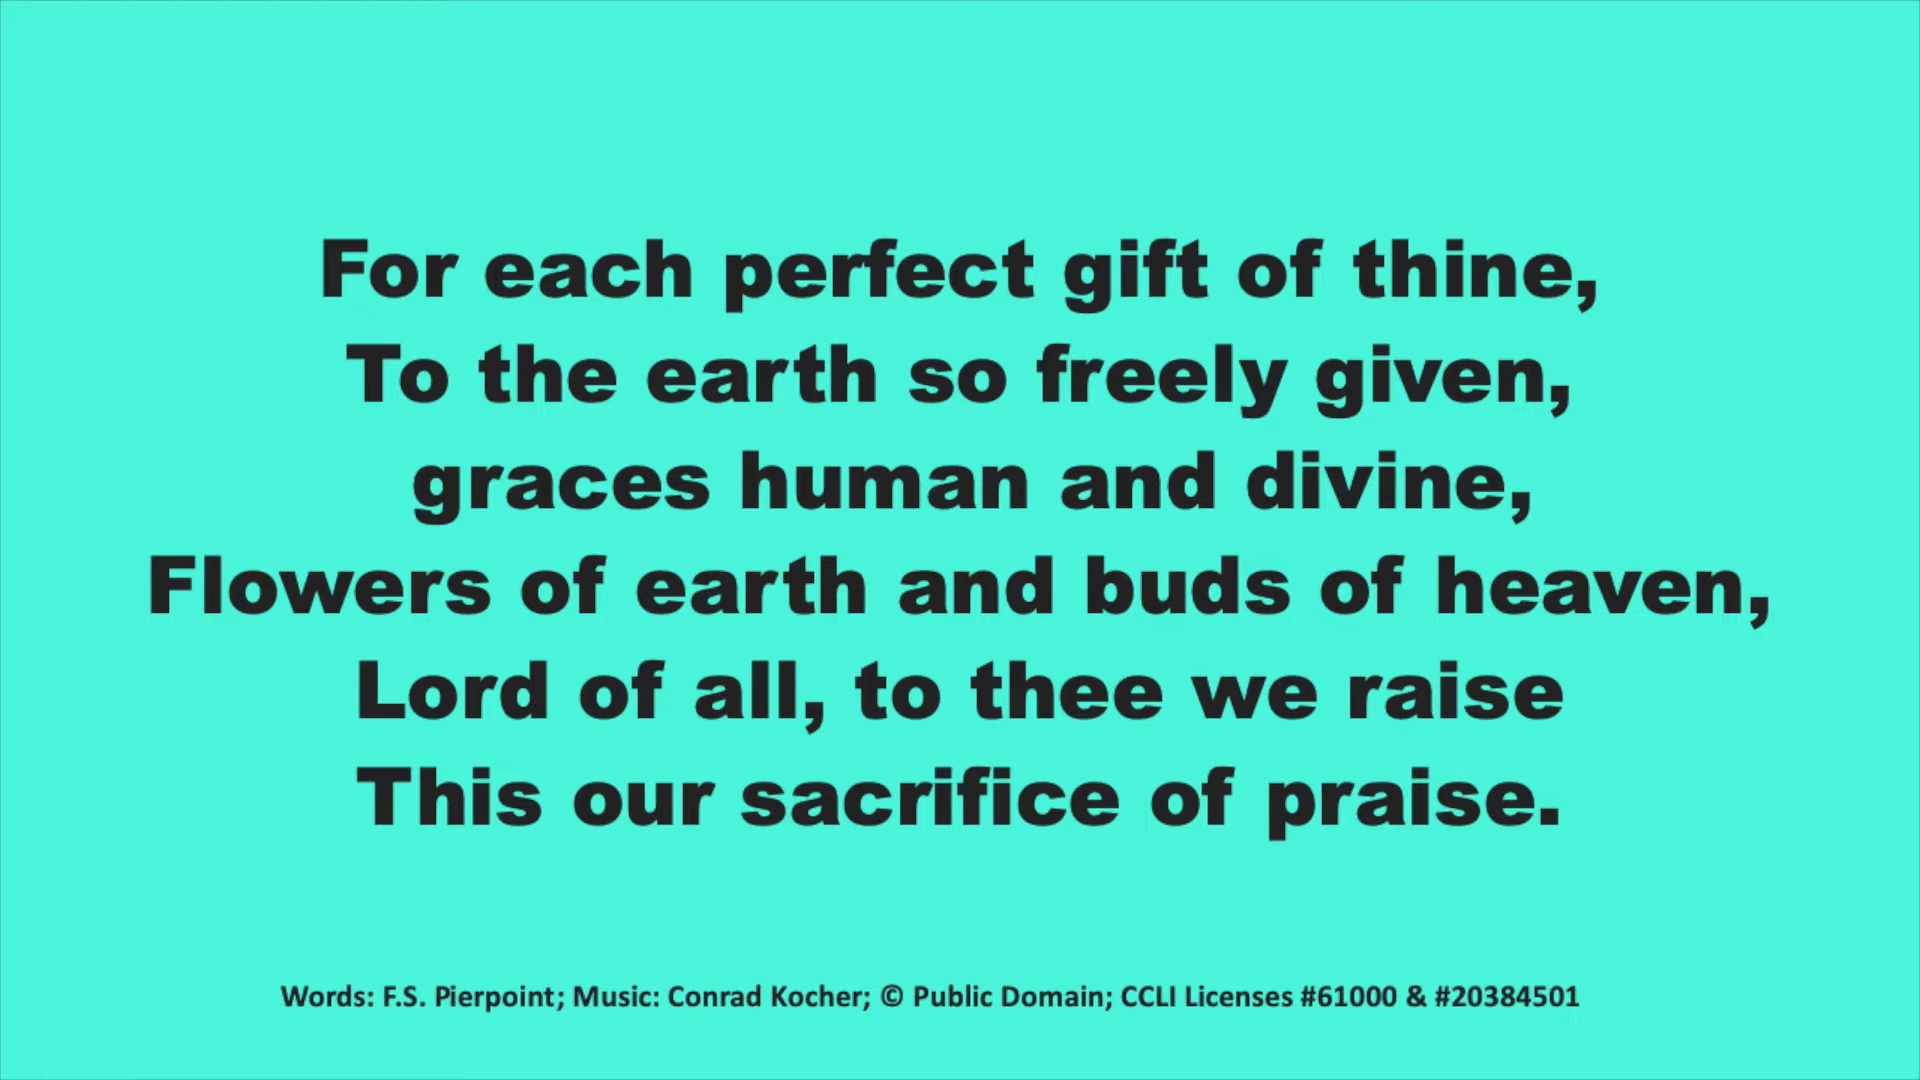 For each perfect gift of thine,
To the earth so freely given,
graces human and divine,
Flowers of earth and buds of heaven,
Lord of all, to thee we raise
This our sacrifice of praise.
Words: F.S. Pierpoint; Music: Conrad Kocher; © Public Domain; CCLI Licenses #61000 & #20384501